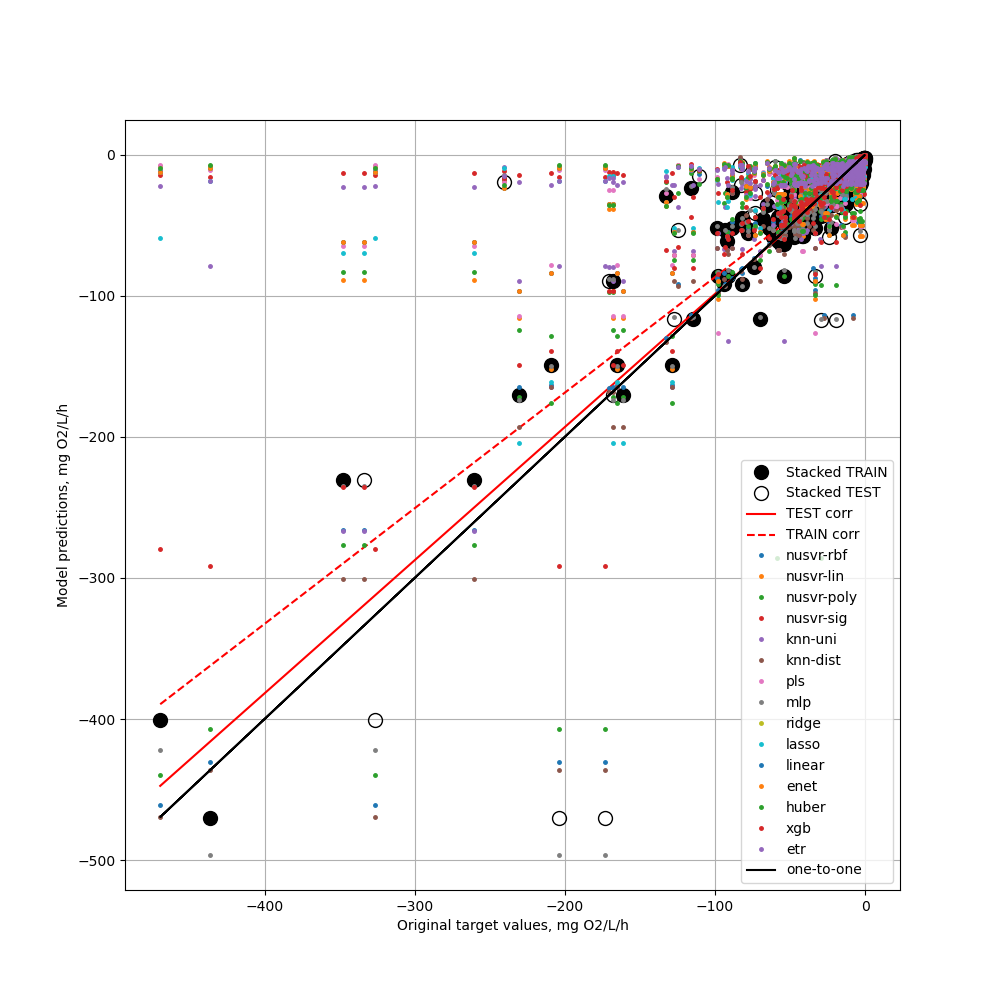 0
−100
−200
−300
−400
−500
Model predictions, mg O2/L/h
−400
−300
−200
−100
0
Original target values, mg O2/L/h
Stacked TRAIN
Stacked TEST
TEST corr
TRAIN corr
nusvr-rbf
nusvr-lin
nusvr-poly
nusvr-sig
knn-uni
knn-dist
pls
mlp
ridge
lasso
linear
enet
huber
xgb
etr
one-to-one